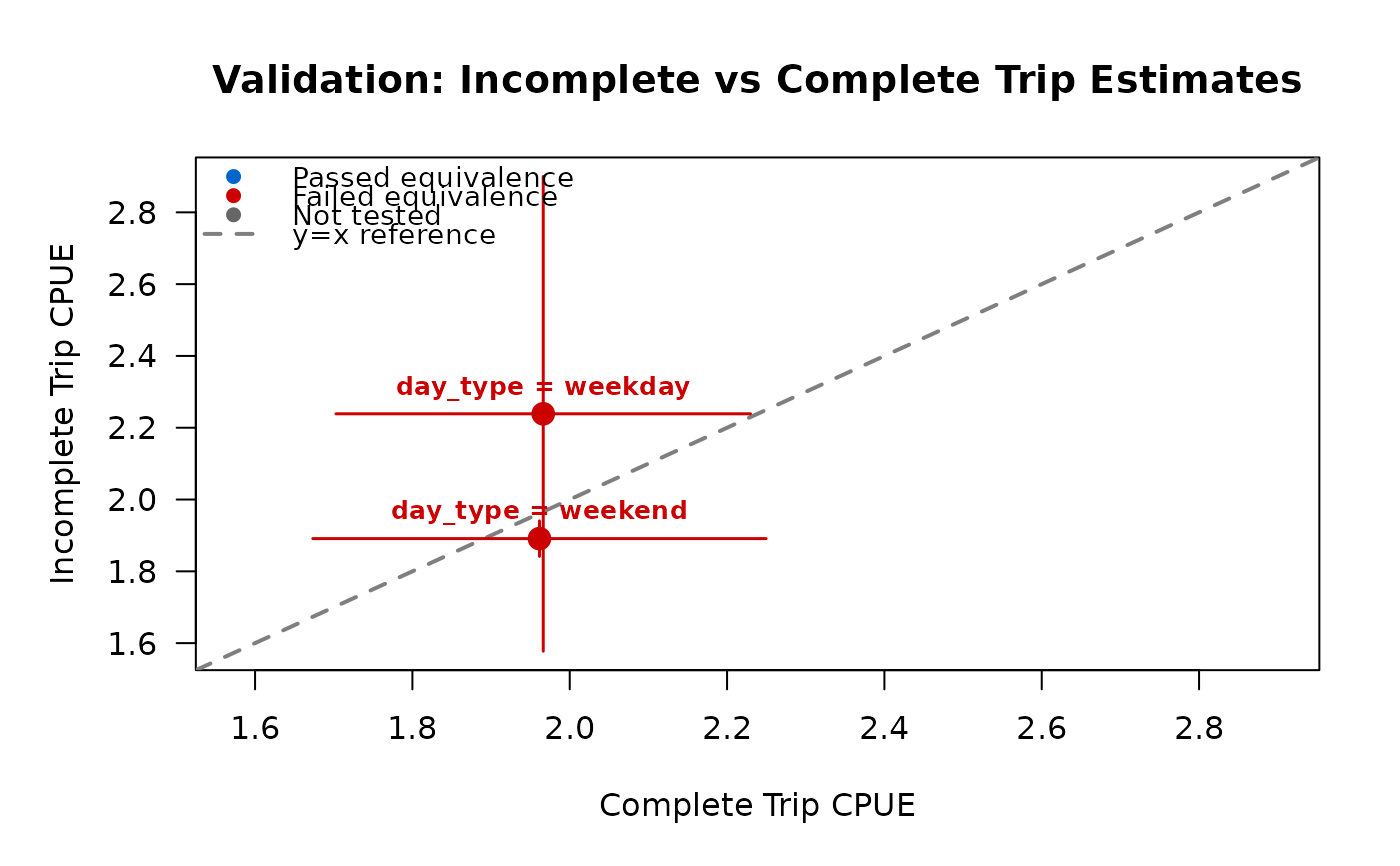 Validation: Incomplete vs Complete Trip Estimates
Passed equivalence
Failed equivalence
Not tested
y=x reference
Incomplete Trip CPUE
2.8
2.6
2.4
2.2
2.0
1.8
1.6
day_type = weekday
day_type = weekend
1.6 1.8 2.0 2.2 2.4 2.6 2.8
Complete Trip CPUE